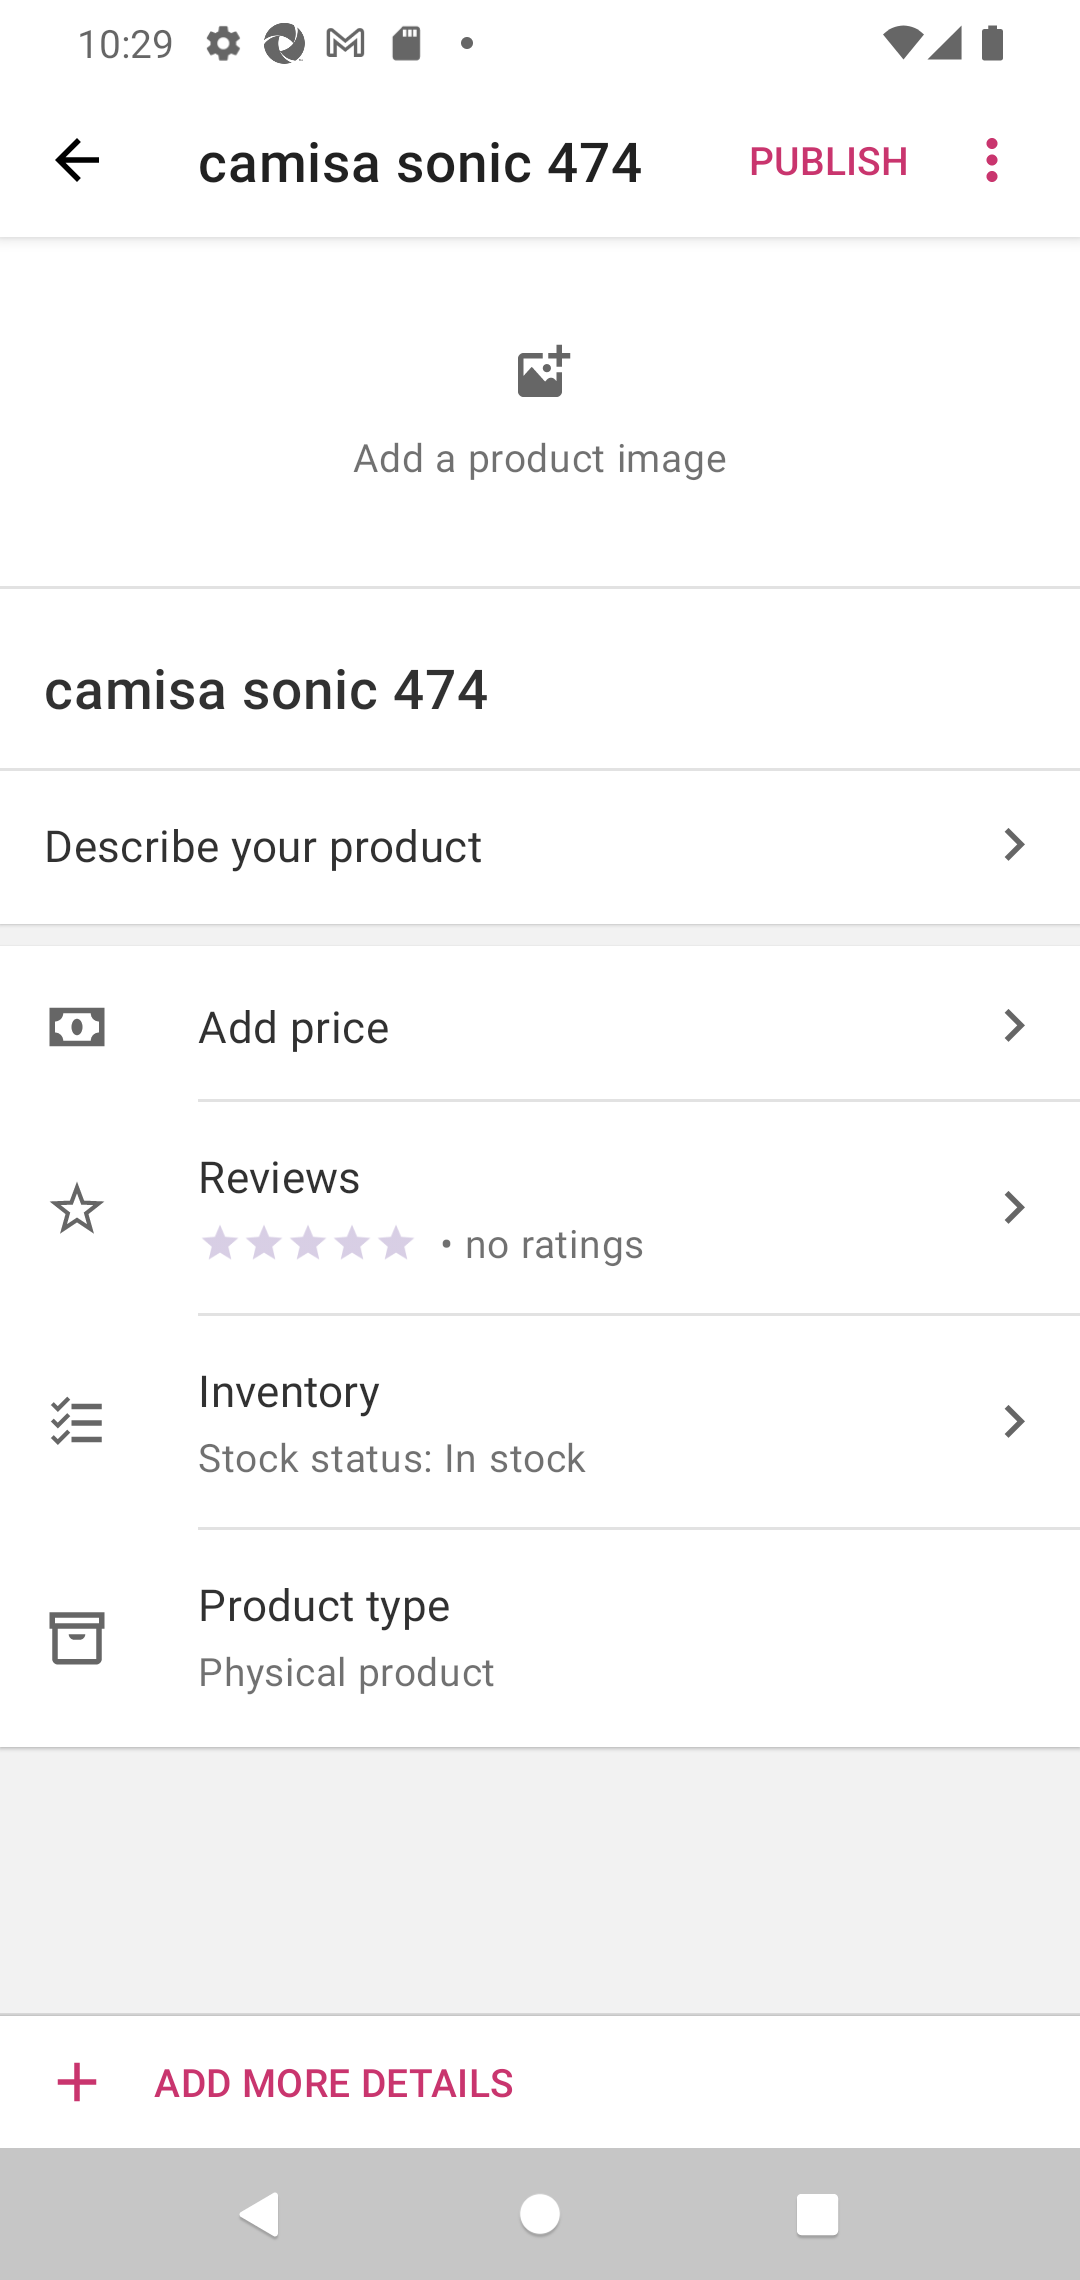 10:29
camisa sonic 474
PUBLISH
Add a product image
camisa sonic 474
Describe your product
Add price
Reviews
• no ratings
Inventory
Stock status: In stock
Product type
Physical product
ADD MORE DETAILS